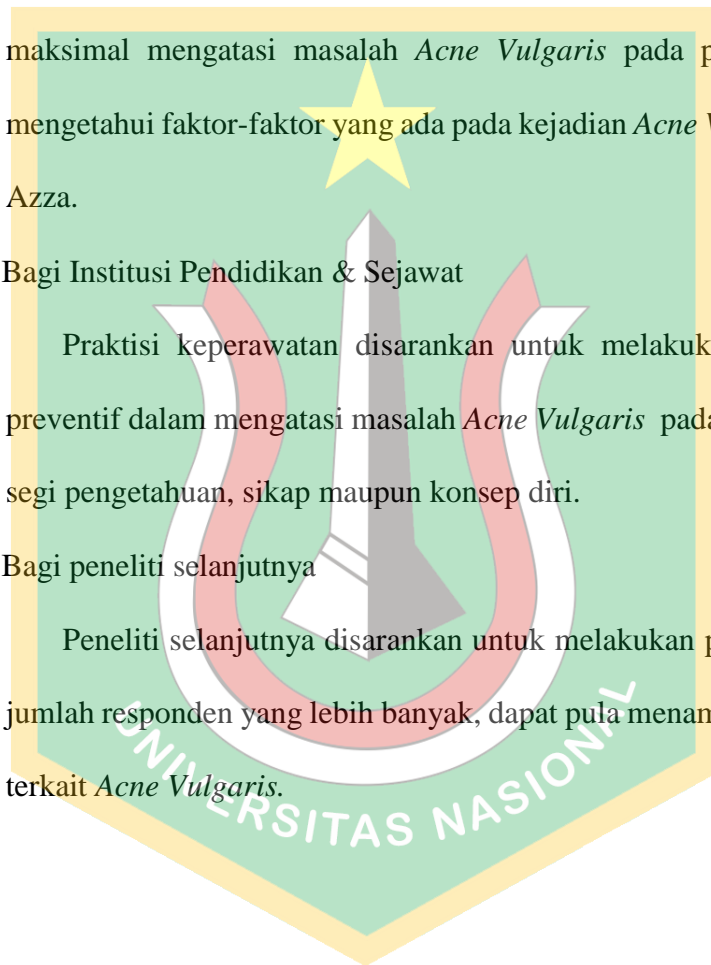 maksimal mengatasi masalah Acne Vulgaris pada
mengetahui faktor-faktor yang ada pada kejadian Acne
Azza.
Bagi Institusi Pendidikan & Sejawat
Praktisi keperawatan disarankan untuk
preventif dalam mengatasi masalah Acne Vulgaris pada
segi pengetahuan, sikap maupun konsep diri.
Bagi peneliti selanjutnya
Peneliti selanjutnya disarankan untuk melakukan
jumlah responden yang lebih banyak, dapat pula
terkait Acne Vulgaris.
UNIVERSITAS NASIONAL